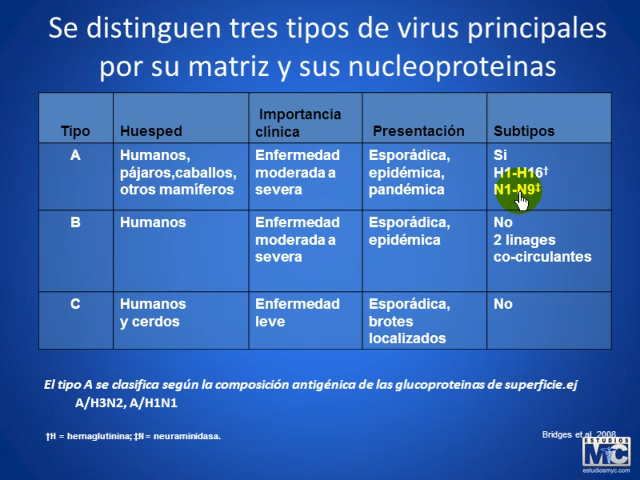 Se distinguen tres tipos de virus principales
por su matriz y sus nucleoproteinas
Tipo
Huesped
Importancia
clínica
Presentación
Subtipos
A
Humanos,
pájaros,caballos,
otros mamíferos
Enfermedad
moderada a
severa
Esporádica,
epidémica,
pandémica
Si
H1-H16†
N1-N9‡
B
Humanos
Enfermedad
moderada a
severa
Esporádica,
epidémica
No
2 linages
co-circulantes
C
Humanos
y cerdos
Enfermedad
leve
Esporádica,
brotes
localizados
No
El tipo A se clasifica según la composición antigénica de las glucoproteinas de superficie.ej
A/H3N2, A/H1N1
†H = hemaglutinina; ‡N = neuraminidasa.
Bridges et al, 2008
ESTUDIOS
MC
estudiosmyc.com